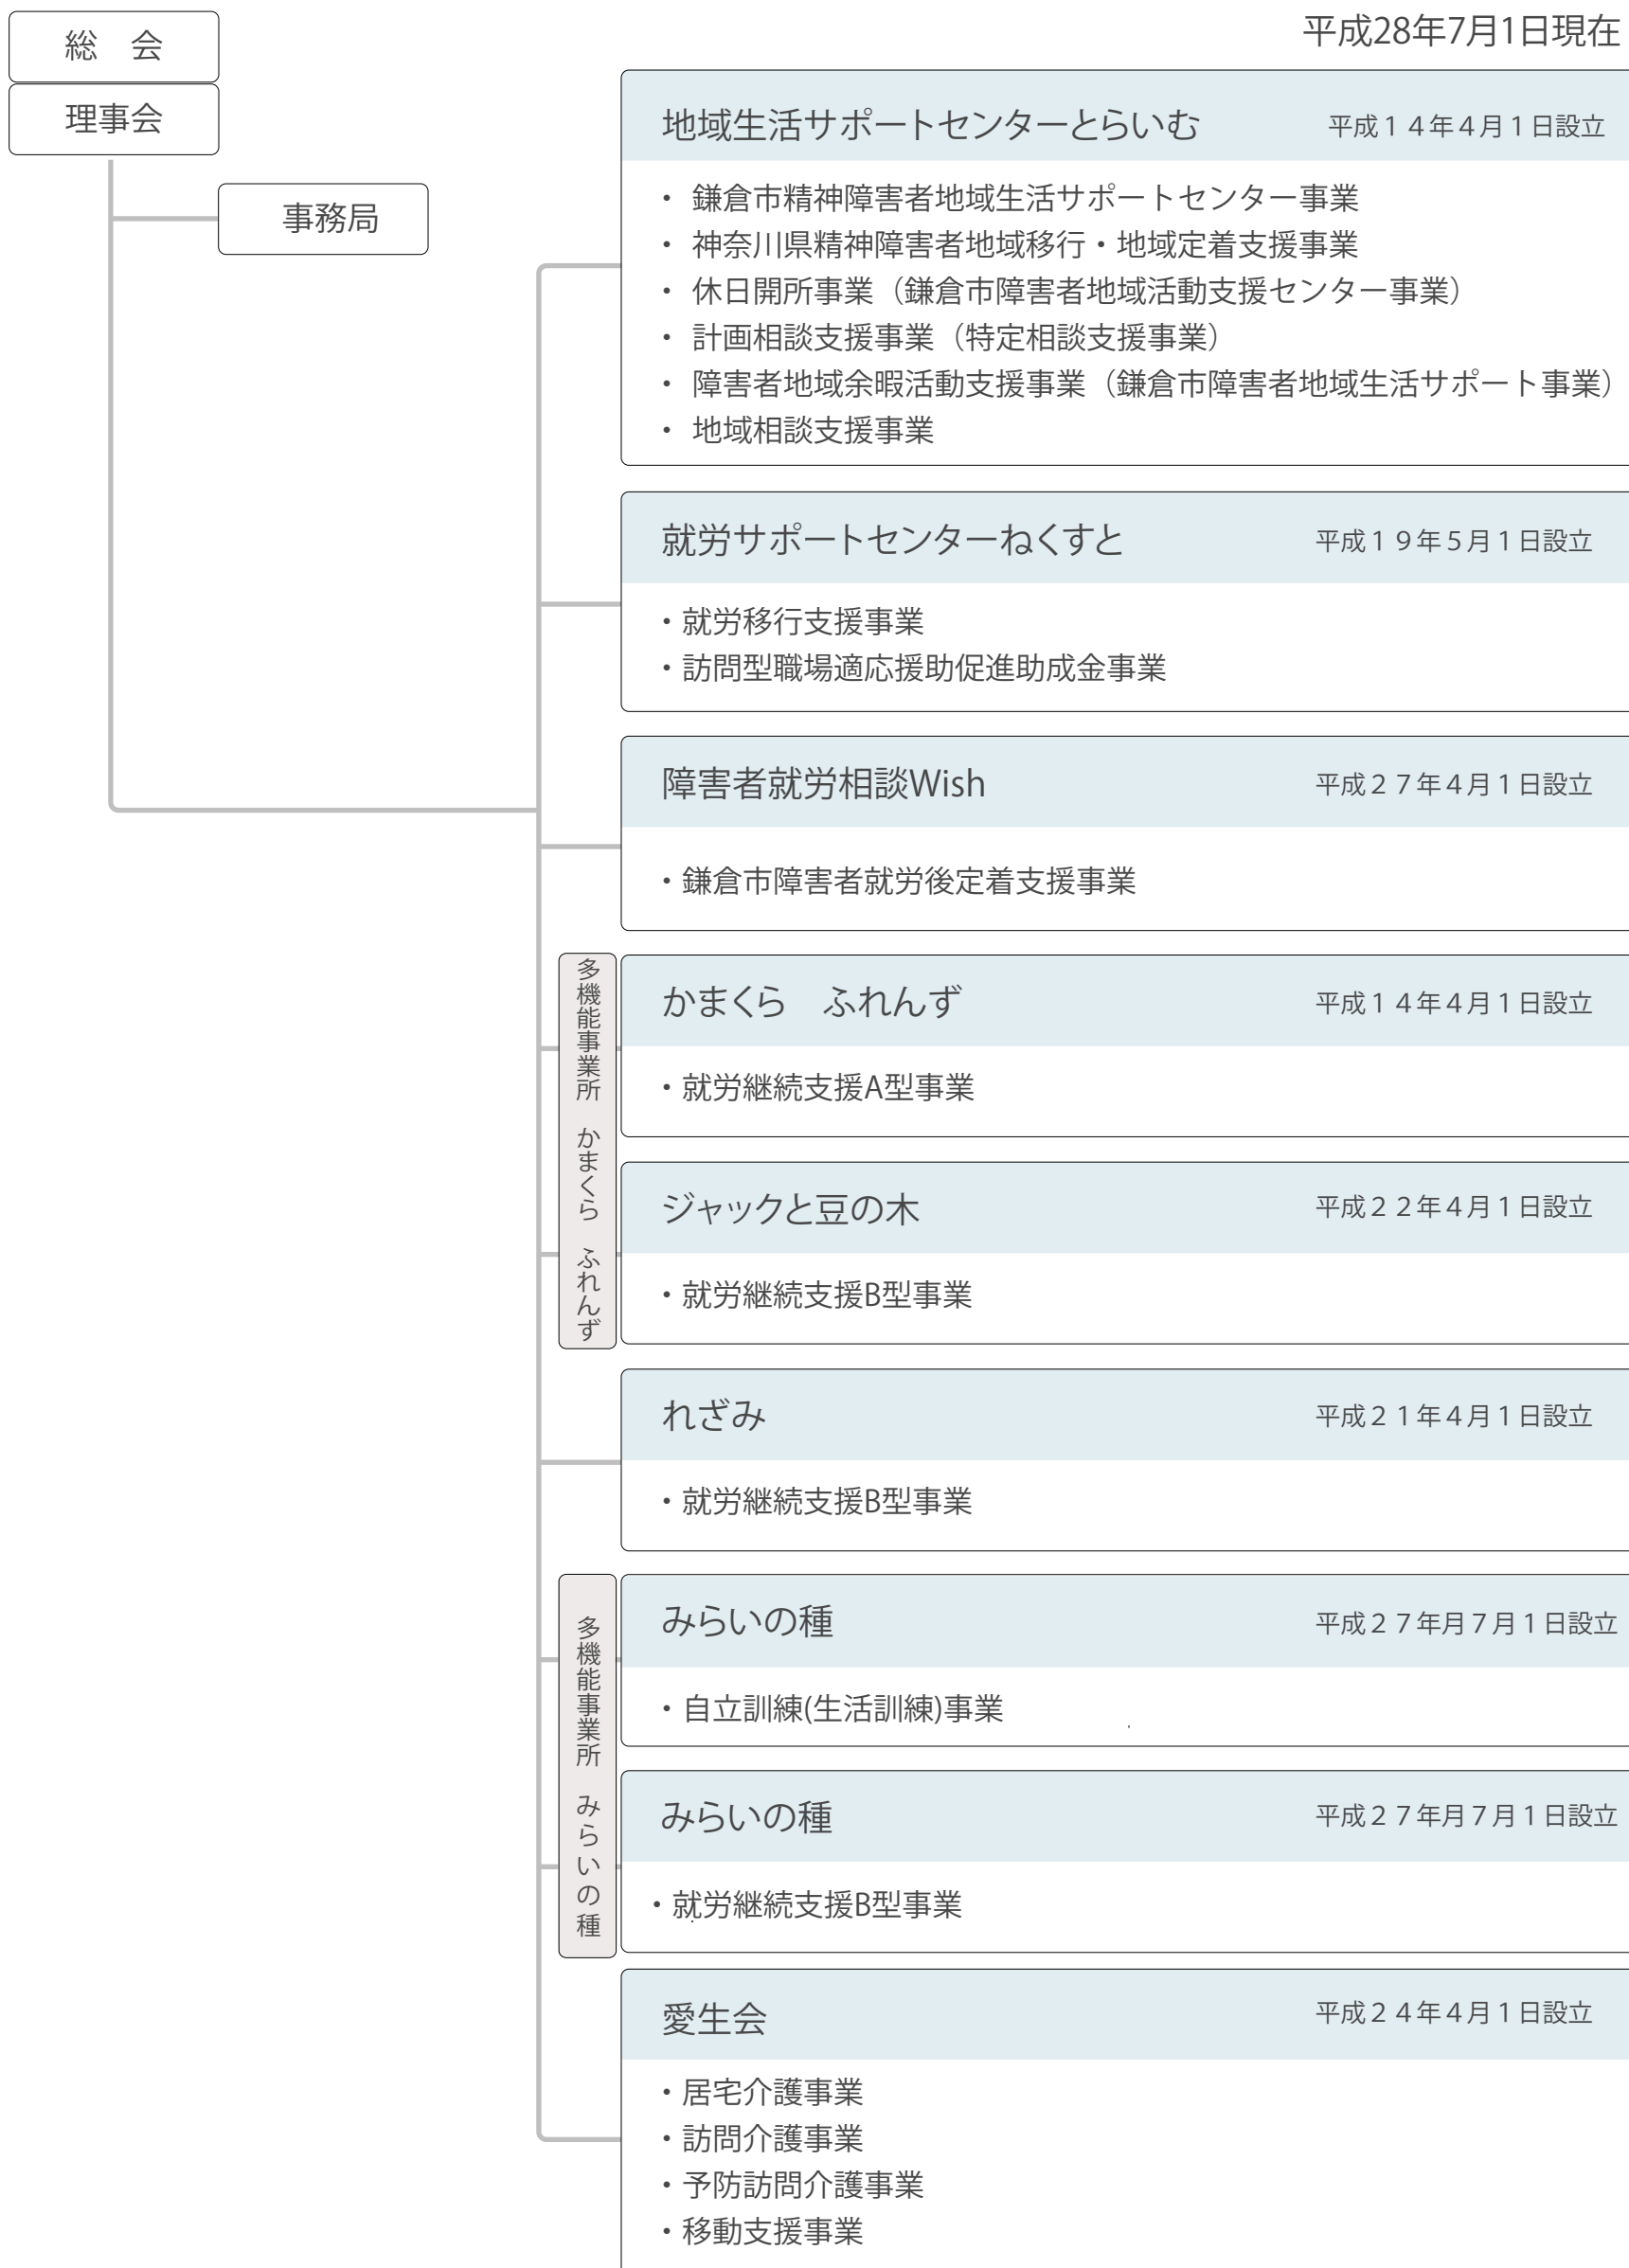 総　会
理事会
事務局
平成28年7月1日現在
地域生活サポートセンターとらいむ　平成１４年４月１日設立
・ 鎌倉市精神障害者地域生活サポートセンター事業
・ 神奈川県精神障害者地域移行・地域定着支援事業
・ 休日開所事業（鎌倉市障害者地域活動支援センター事業）
・ 計画相談支援事業（特定相談支援事業）
・ 障害者地域余暇活動支援事業（鎌倉市障害者地域生活サポート事業）
・ 地域相談支援事業
就労サポートセンターねくすと　平成１９年５月１日設立
・就労移行支援事業
・訪問型職場適応援助促進助成金事業
障害者就労相談Wish　平成２７年４月１日設立
・鎌倉市障害者就労後定着支援事業
多機能事業所　かまくら　ふれんず
かまくら　ふれんず　平成１４年４月１日設立
・就労継続支援A型事業
ジャックと豆の木　平成２２年４月１日設立
・就労継続支援B型事業
れざみ　平成２１年４月１日設立
・就労継続支援B型事業
多機能事業所　みらいの種
みらいの種　平成２７年月７月１日設立
・自立訓練(生活訓練)事業
みらいの種　平成２７年月７月１日設立
・就労継続支援B型事業
愛生会　平成２４年４月１日設立
・居宅介護事業
・訪問介護事業
・予防訪問介護事業
・移動支援事業